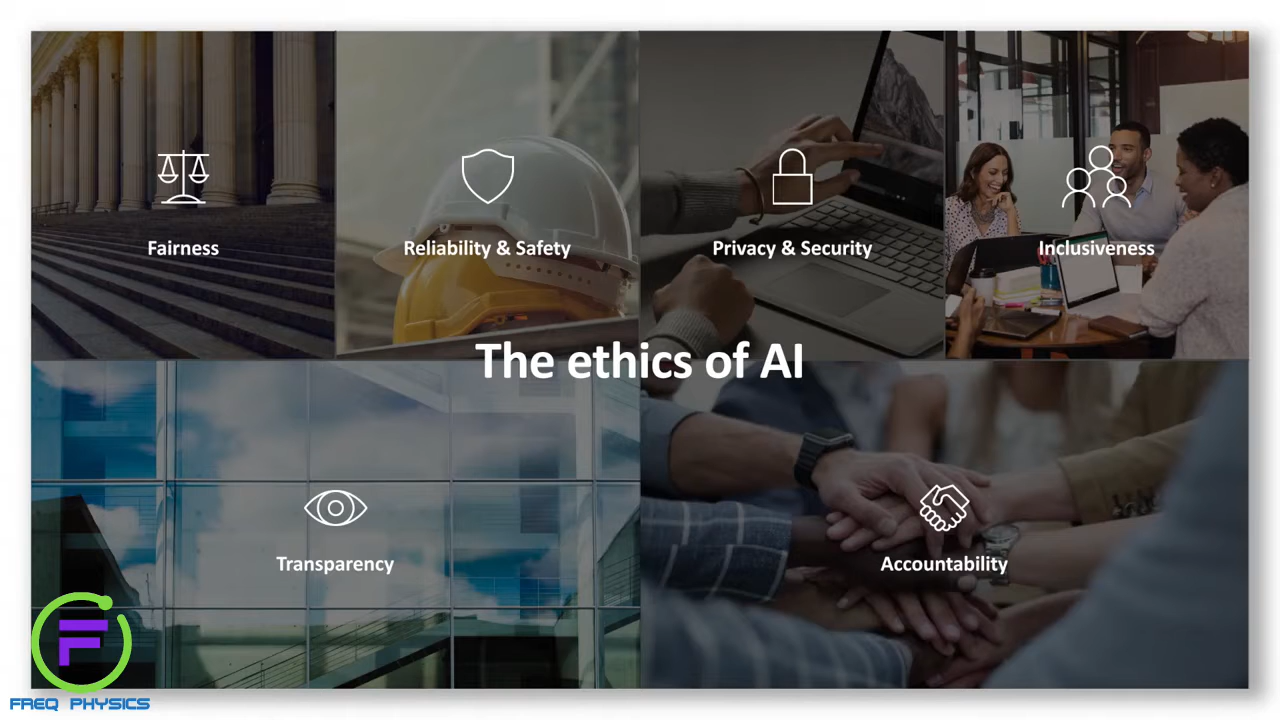 Fairness
Reliability & Safety
Privacy & Security
Inclusiveness
The ethics of AI
Transparency
Accountability
F
FREQ PHYSICS